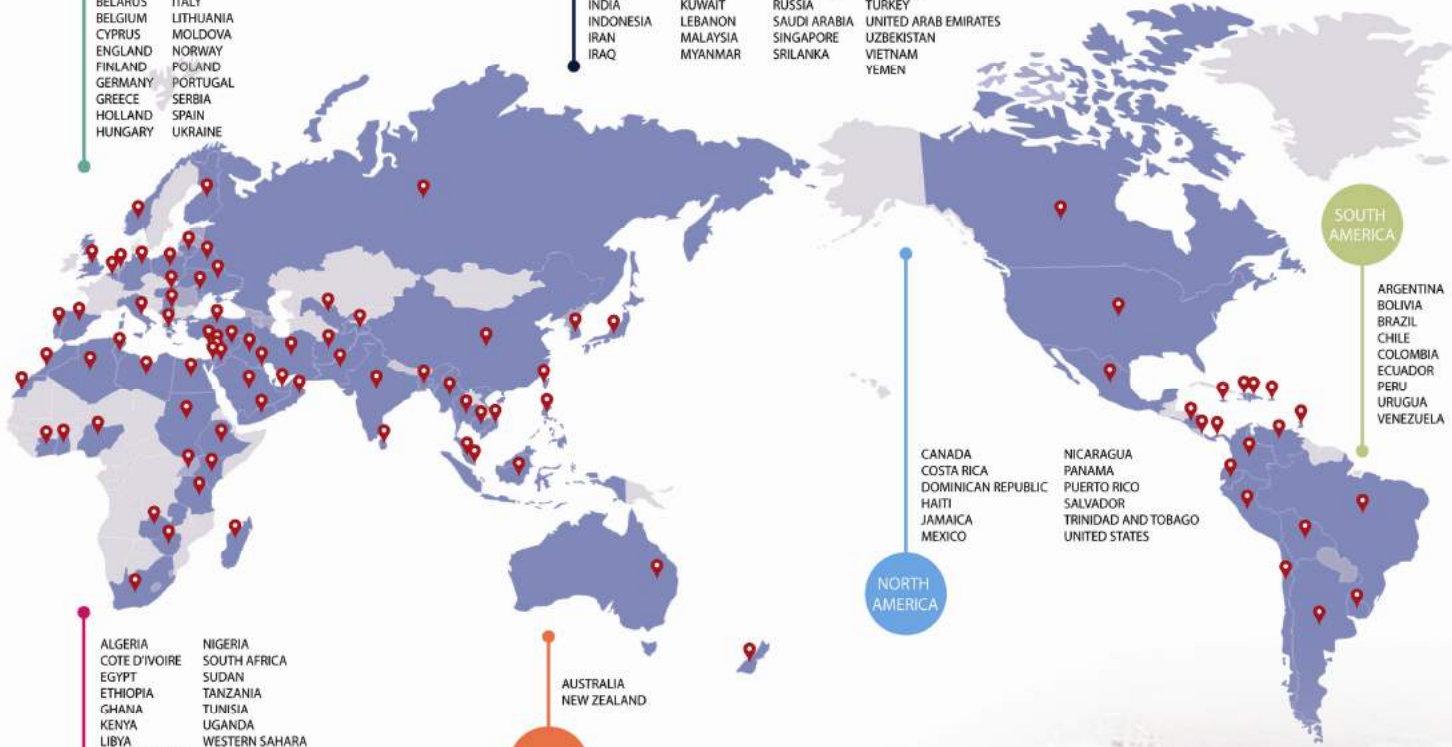 BELARUS ITALY
BELGIUM LITHUANIA
CYPRUS MOLDOVA
ENGLAND NORWAY
FINLAND POLAND
GERMANY PORTUGAL
GREECE SERBIA
HOLLAND SPAIN
HUNGARY UKRAINE
INDIA KUWAIT RUSSIA TURKEY
INDONESIA LEBANON SAUDI ARABIA UNITED ARAB EMIRATES
IRAN MALAYSIA SINGAPORE UZBEKISTAN
IRAQ MYANMAR SRILANKA VIETNAM
YEMEN
SOUTH
AMERICA
ARGENTINA
BOLIVIA
BRAZIL
CHILE
COLOMBIA
ECUADOR
PERU
URUGUA
VENEZUELA
CANADA NICARAGUA
COSTA RICA PANAMA
DOMINICAN REPUBLIC PUERTO RICO
HAITI SALVADOR
JAMAICA TRINIDAD AND TOBAGO
MEXICO UNITED STATES
NORTH
AMERICA
ALGERIA NIGERIA
COTE D'IVOIRE SOUTH AFRICA
EGYPT SUDAN
ETHIOPIA TANZANIA
GHANA TUNISIA
KENYA UGANDA
LIBYA WESTERN SAHARA
AUSTRALIA
NEW ZEALAND